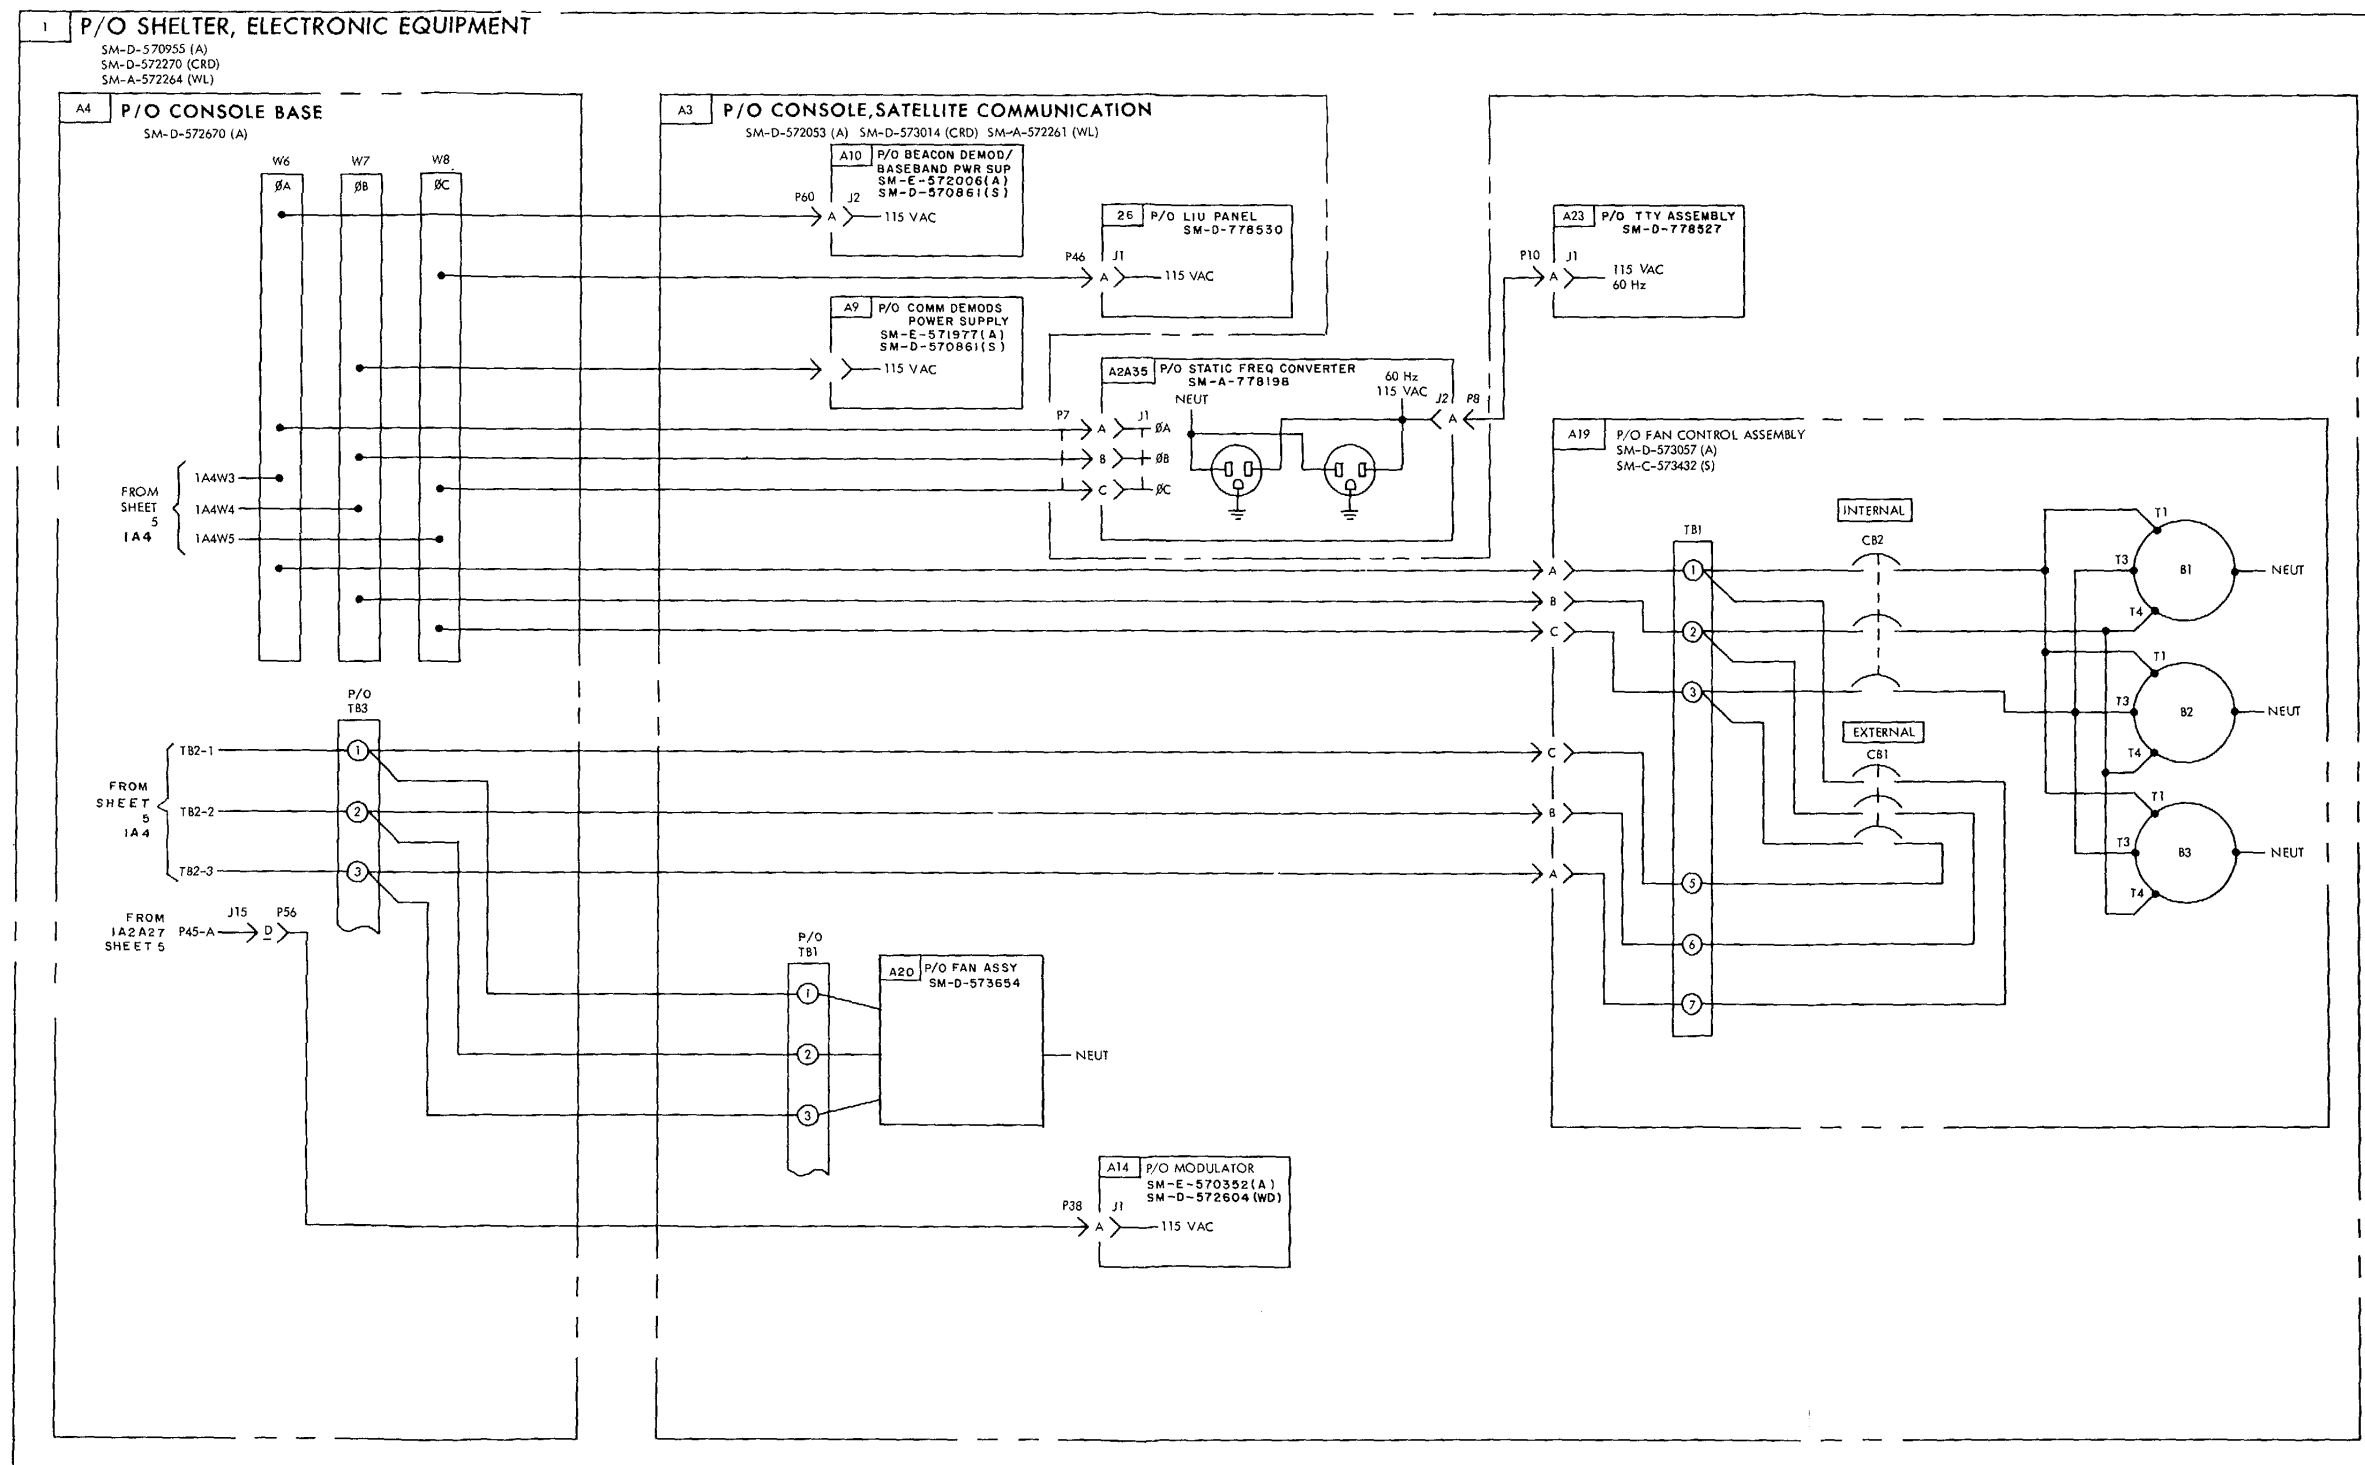 1
P/O SHELTER, ELECTRONIC EQUIPMENT
SM-D-570955 (A)
SM-D-572270 (CRD)
SM-A-572264 (WL)
A4
P/O CONSOLE BASE
SM-D-572670 (A)
W6
W7
W8
ØA
ØB
ØC
FROM
SHEET
5
1A4
1A4W3
1A4W4
1A4W5
P/O
TB3
1
2
3
FROM
SHEET
5
1A4
TB2-1
TB2-2
TB2-3
FROM
1A2A27
SHEET 5
P45-A
J15
D
P56
A3
P/O CONSOLE, SATELLITE COMMUNICATION
SM-D-572053 (A) SM-D-573014 (CRD) SM-A-572261 (WL)
A10
P/O BEACON DEMOD/
BASEBAND PWR SUP
SM-E-572006(A)
SM-D-570861(S)
P60
A
J2
115 VAC
26
P/O LIU PANEL
SM-D-778530
P46
A
J1
115 VAC
A9
P/O COMM DEMODS
POWER SUPPLY
SM-E-571977(A)
SM-D-570861(S)
115 VAC
A2A35
P/O STATIC FREQ CONVERTER
SM-A-778198
NEUT
60 Hz
115 VAC
P7
J1
A
ØA
B
ØB
C
ØC
J2
A
P8
A23
P/O TTY ASSEMBLY
SM-D-778527
P10
A
J1
115 VAC
60 Hz
A19
P/O FAN CONTROL ASSEMBLY
SM-D-573057 (A)
SM-C-573432 (S)
A
B
C
C
B
A
TB1
1
2
3
5
6
7
INTERNAL
CB2
EXTERNAL
CB1
T1
T3
T4
B1
NEUT
T1
T3
T4
B2
NEUT
T1
T3
T4
B3
NEUT
P/O
TB1
1
2
3
A20
P/O FAN ASSY
SM-D-573654
NEUT
A14
P/O MODULATOR
SM-E-570352(A)
SM-D-572604(WD)
P38
A
J1
115 VAC